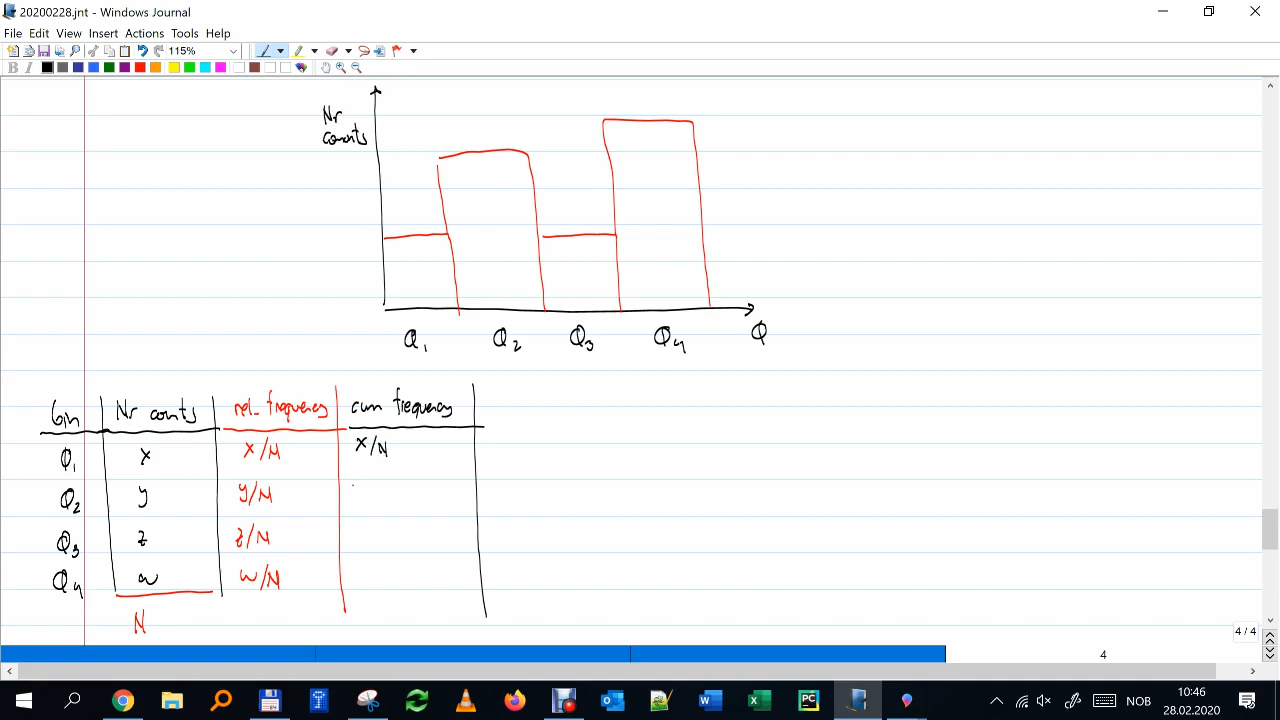 20200228.jnt - Windows Journal
File Edit View Insert Actions Tools Help
115%
B I
Nr
counts
Q1 Q2 Q3 Q4 Q
bin Nr counts rel. frequency cum frequency
Q1 x x/N x/N
Q2 y y/N
Q3 z z/N
Q4 w w/N
N
4 / 4
4
NOB
10:46
28.02.2020